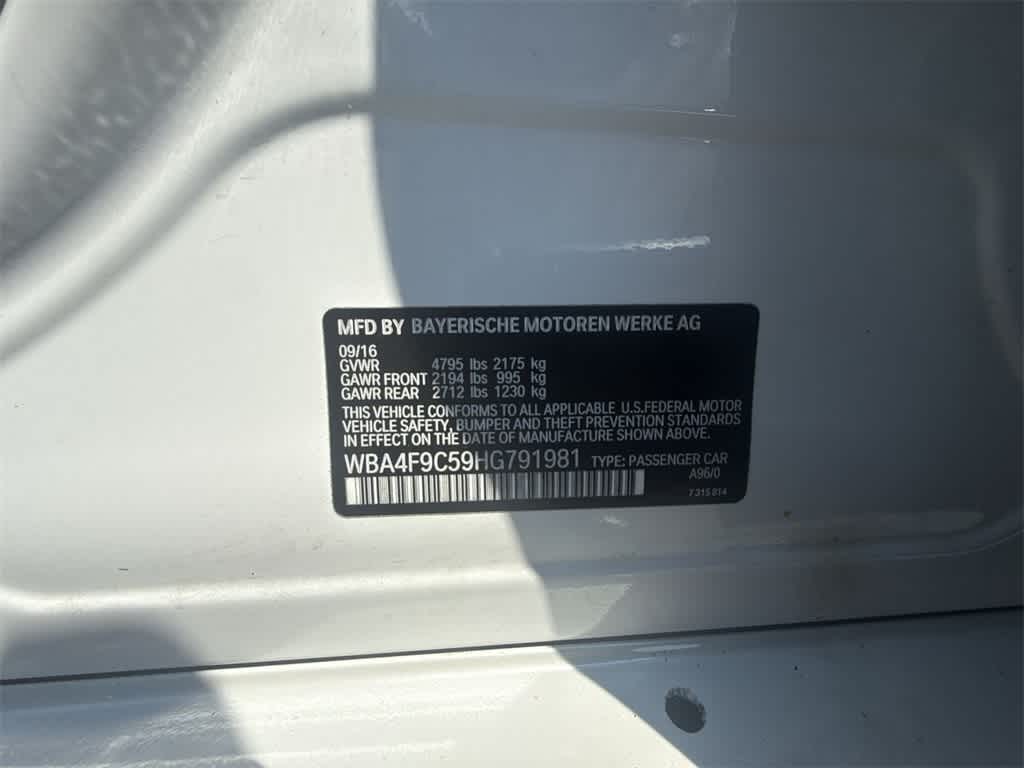 MFD BY BAYERISCHE MOTOREN WERKE AG
09/16
GVWR 4795 lbs 2175 kg
GAWR FRONT 2194 lbs 995 kg
GAWR REAR 2712 lbs 1230 kg
THIS VEHICLE CONFORMS TO ALL APPLICABLE U.S.FEDERAL MOTOR
VEHICLE SAFETY, BUMPER AND THEFT PREVENTION STANDARDS
IN EFFECT ON THE DATE OF MANUFACTURE SHOWN ABOVE.
WBA4F9C59HG791981 TYPE: PASSENGER CAR
A96/0
7 315 814